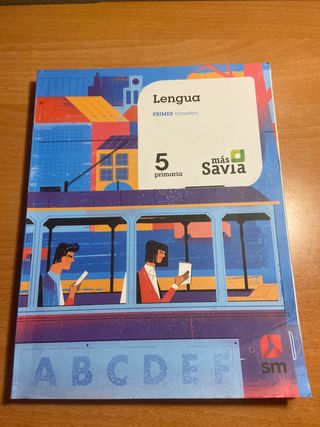 Lengua
PRIMER trimestre
5
primaria
más
Savia
ABCDEF
sm